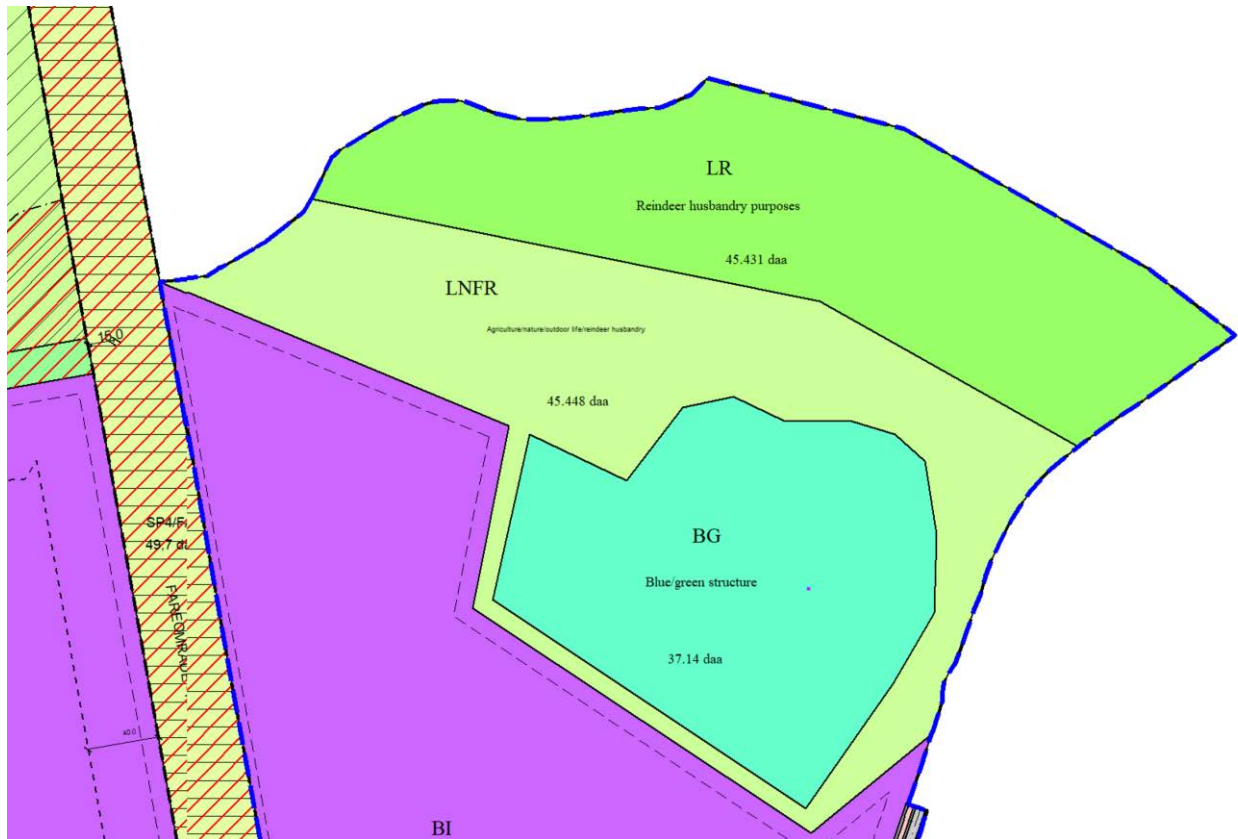 LR
Reindeer husbandry purposes
45.431 daa
LNFR
Agriculture/nature/outdoor life/reindeer husbandry
15,0
45.448 daa
SP4/F
49,7 d
BG
Blue/green structure
FAREOMRÅDE
37.14 daa
40.0
BI